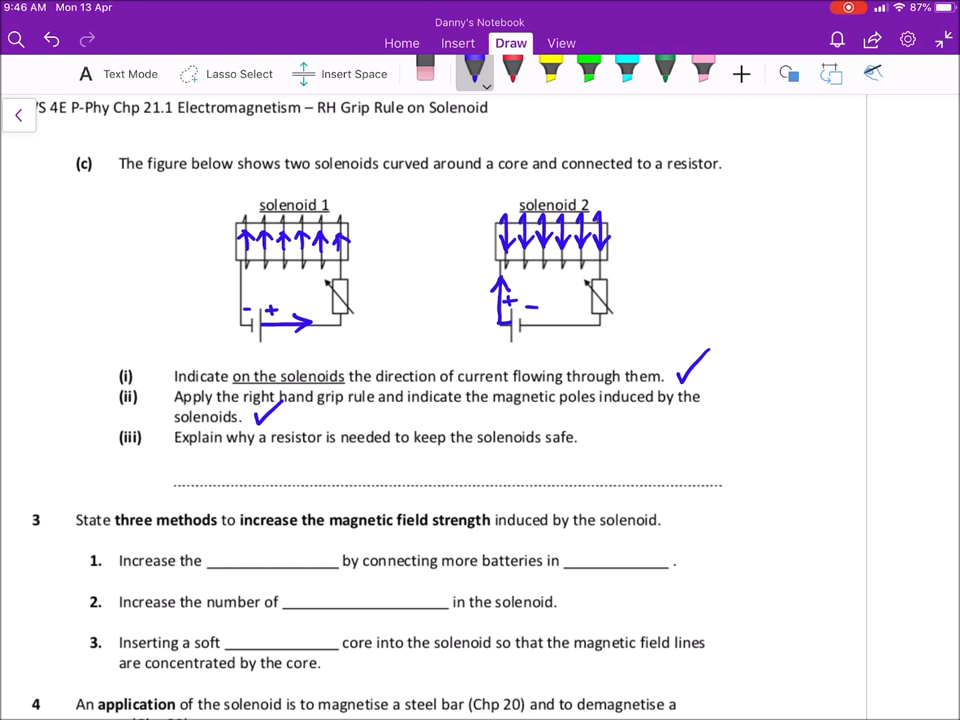 9:46 AM Mon 13 Apr 87%
Danny's Notebook
Home Insert Draw View
A Text Mode Lasso Select Insert Space
S 4E P-Phy Chp 21.1 Electromagnetism – RH Grip Rule on Solenoid
(c) The figure below shows two solenoids curved around a core and connected to a resistor.
solenoid 1 solenoid 2
- + + -
(i) Indicate on the solenoids the direction of current flowing through them.
(ii) Apply the right hand grip rule and indicate the magnetic poles induced by the
solenoids.
(iii) Explain why a resistor is needed to keep the solenoids safe.
3 State three methods to increase the magnetic field strength induced by the solenoid.
1. Increase the ________________ by connecting more batteries in _____________ .
2. Increase the number of ____________________ in the solenoid.
3. Inserting a soft ______________ core into the solenoid so that the magnetic field lines
are concentrated by the core.
4 An application of the solenoid is to magnetise a steel bar (Chp 20) and to demagnetise a